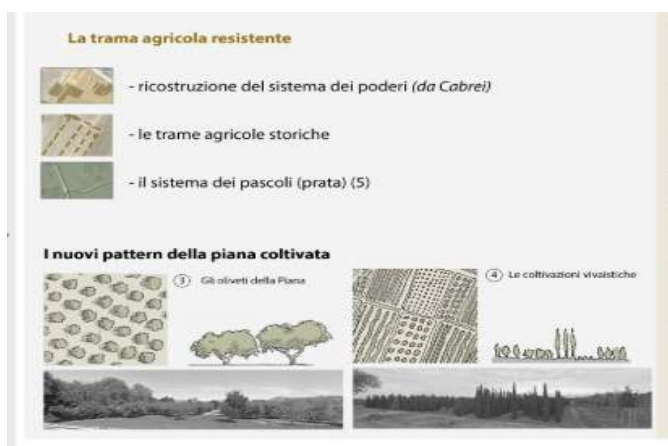 La trama agricola resistente
- ricostruzione del sistema dei poderi (da Cabrei)
- le trame agricole storiche
- il sistema dei pascoli (prata) (5)
I nuovi pattern della piana coltivata
3 Gli oliveti della Piana
4 Le coltivazioni vivaistiche